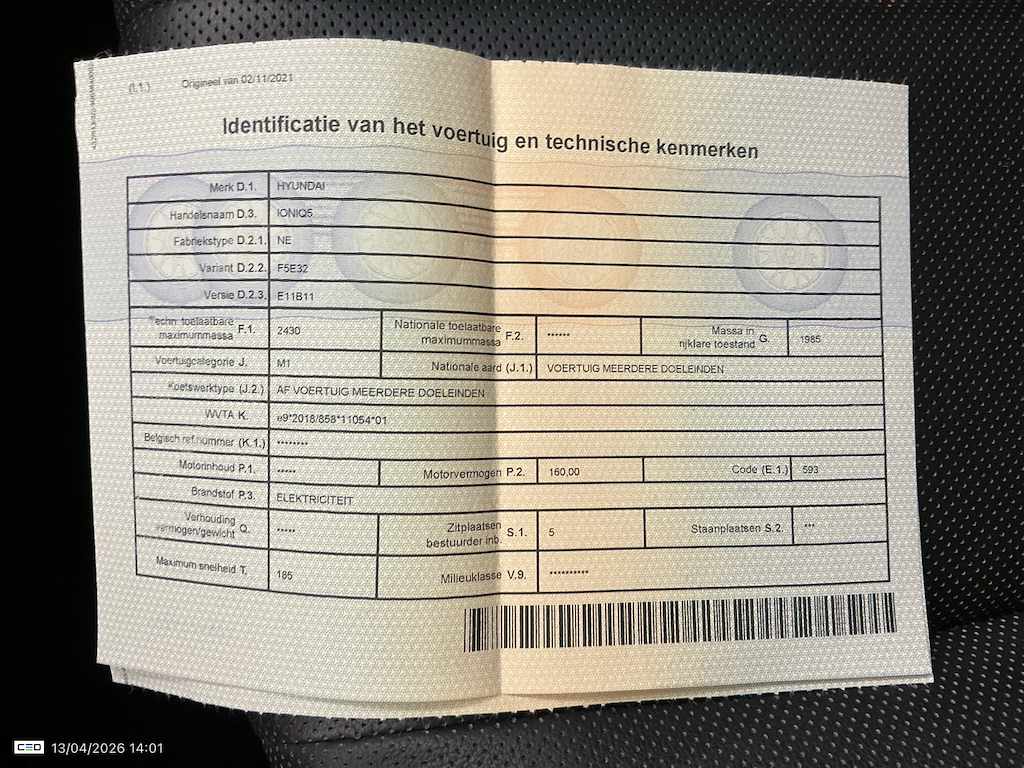 (I.1.) Origineel van 02/11/2021
Identificatie van het voertuig en technische kenmerken
Merk D.1. HYUNDAI
Handelsnaam D.3. IONIQ5
Fabriekstype D.2.1. NE
Variant D.2.2. F5E32
Versie D.2.3. E11B11
Techn. toelaatbare maximummassa F.1. 2430 Nationale toelaatbare maximummassa F.2. ****** Massa in rijklare toestand G. 1985
Voertuigcategorie J. M1 Nationale aard (J.1.) VOERTUIG MEERDERE DOELEINDEN
Koetswerktype (J.2.) AF VOERTUIG MEERDERE DOELEINDEN
WVTA K. e9*2018/858*11054*01
Belgisch ref.nummer (K.1.) ********
Motorinhoud P.1. ***** Motorvermogen P.2. 160,00 Code (E.1.) 593
Brandstof P.3. ELEKTRICITEIT
Verhouding vermogen/gewicht Q. ***** Zitplaatsen bestuurder inb. S.1. 5 Staanplaatsen S.2. ***
Maximum snelheid T. 185 Milieuklasse V.9. **********
CEO 13/04/2026 14:01